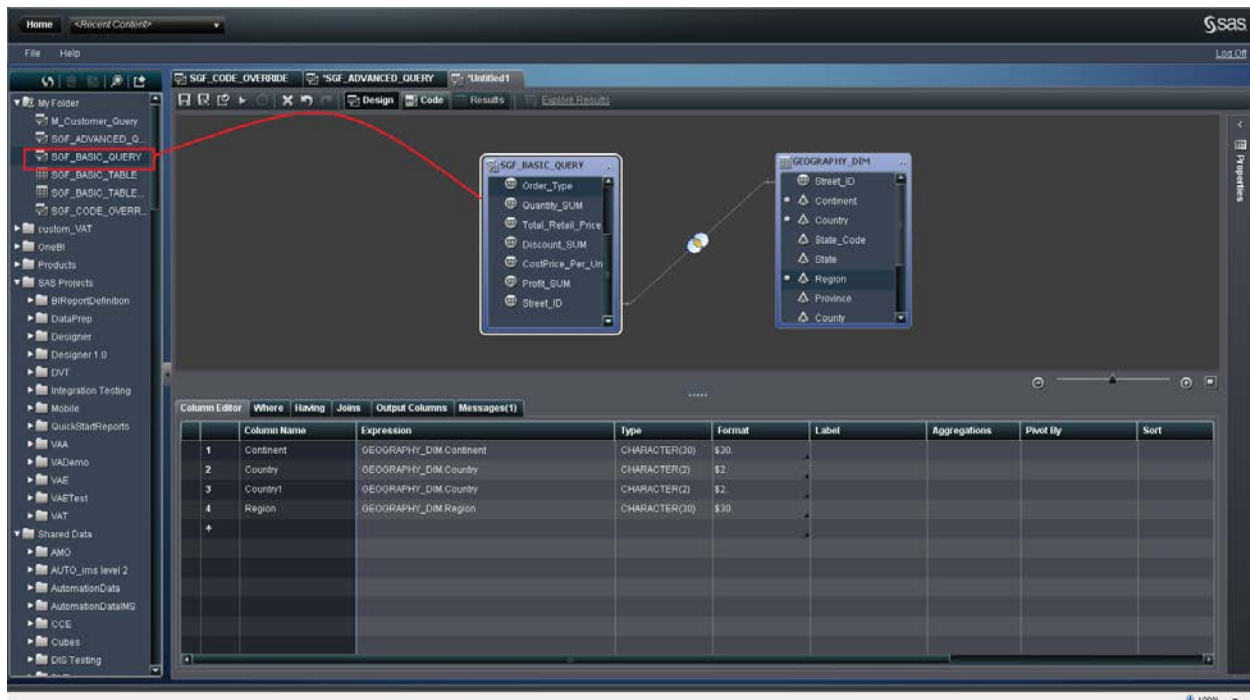 Home <Recent Content>
sas
File Help
Log Off
SGF_CODE_OVERRIDE *SGF_ADVANCED_QUERY *Untitled1
Design Code Results Explore Results
My Folder
M_Customer_Query
SGF_ADVANCED_Q...
SGF_BASIC_QUERY
SGF_BASIC_TABLE
SGF_BASIC_TABLE...
SGF_CODE_OVERR...
custom_VAT
OneBI
Products
SAS Projects
BIReportDefinition
DataPrep
Designer
Designer 1.0
DVT
Integration Testing
Mobile
QuickStartReports
VAA
VADemo
VAE
VAETest
VAT
Shared Data
AMO
AUTO_ims level 2
AutomationData
AutomationDataIMS
CCE
Cubes
DIS Testing
SGF_BASIC_QUERY
Order_Type
Quantity_SUM
Total_Retail_Price
Discount_SUM
CostPrice_Per_Un
Profit_SUM
Street_ID
GEOGRAPHY_DIM
Street_ID
Continent
Country
State_Code
State
Region
Province
County
Properties
Column Editor Where Having Joins Output Columns Messages(1)
Column Name Expression Type Format Label Aggregations Pivot By Sort
1 Continent GEOGRAPHY_DIM.Continent CHARACTER(30) $30.
2 Country GEOGRAPHY_DIM.Country CHARACTER(2) $2.
3 Country1 GEOGRAPHY_DIM.Country CHARACTER(2) $2.
4 Region GEOGRAPHY_DIM.Region CHARACTER(30) $30.
+
100%